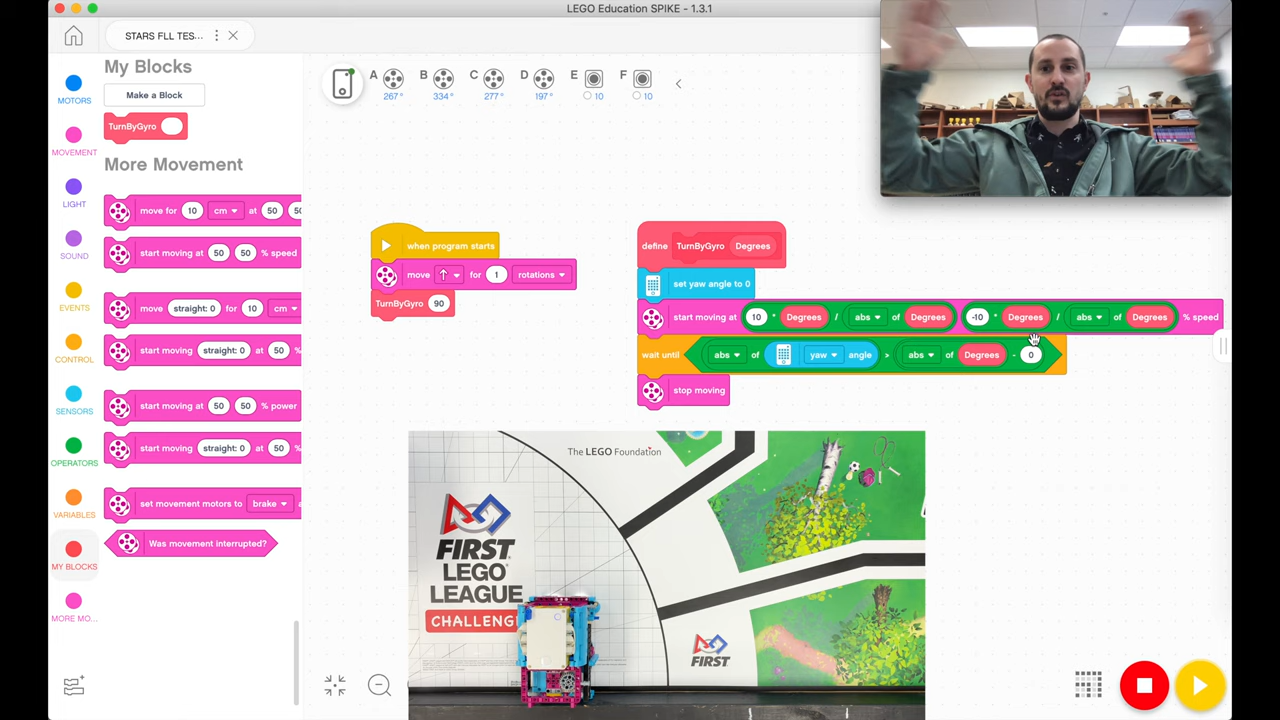 LEGO Education SPIKE - 1.3.1
STARS FLL TES...
My Blocks
Make a Block
TurnByGyro
More Movement
move for 10 cm at 50 50
start moving at 50 50 % speed
move straight: 0 for 10 cm
start moving straight: 0 at 50 %
start moving at 50 50 % power
start moving straight: 0 at 50 %
set movement motors to brake
Was movement interrupted?
MOTORS
MOVEMENT
LIGHT
SOUND
EVENTS
CONTROL
SENSORS
OPERATORS
VARIABLES
MY BLOCKS
MORE MO...
A B C D E F
267° 334° 277° 197° 10 10
when program starts
move for 1 rotations
TurnByGyro 90
define TurnByGyro Degrees
set yaw angle to 0
start moving at 10 * Degrees / abs of Degrees -10 * Degrees / abs of Degrees % speed
wait until abs of yaw angle > abs of Degrees - 0
stop moving
The LEGO Foundation
FIRST
LEGO
LEAGUE
CHALLENG
FIRST